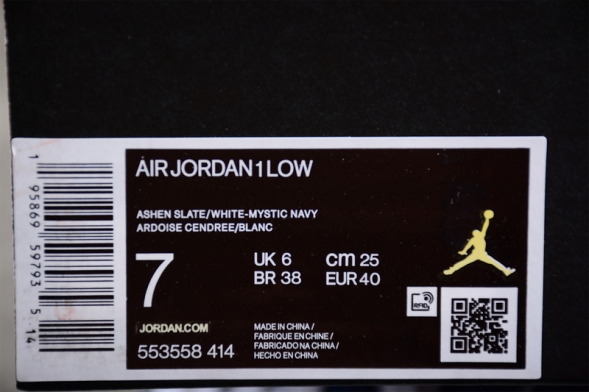 AIR JORDAN 1 LOW
ASHEN SLATE/WHITE-MYSTIC NAVY
ARDOISE CENDREE/BLANC
7
UK 6 cm 25
BR 38 EUR 40
JORDAN.COM
553558 414
MADE IN CHINA /
FABRIQUE EN CHINE /
FABRICADO NA CHINA /
HECHO EN CHINA
RFID
1 95869 59793 5 14